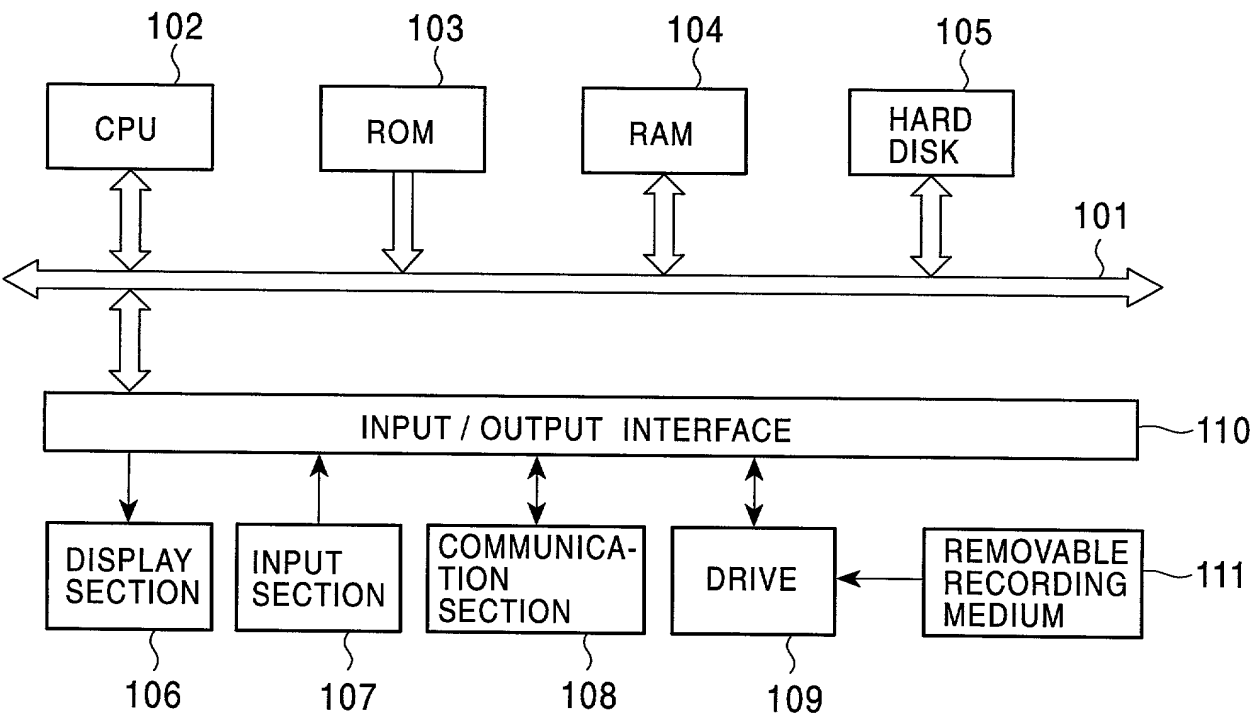 102
103
104
105
CPU
ROM
RAM
HARD
DISK
101
INPUT / OUTPUT INTERFACE
110
DISPLAY
SECTION
INPUT
SECTION
COMMUNICA-
TION
SECTION
DRIVE
REMOVABLE
RECORDING
MEDIUM
111
106
107
108
109